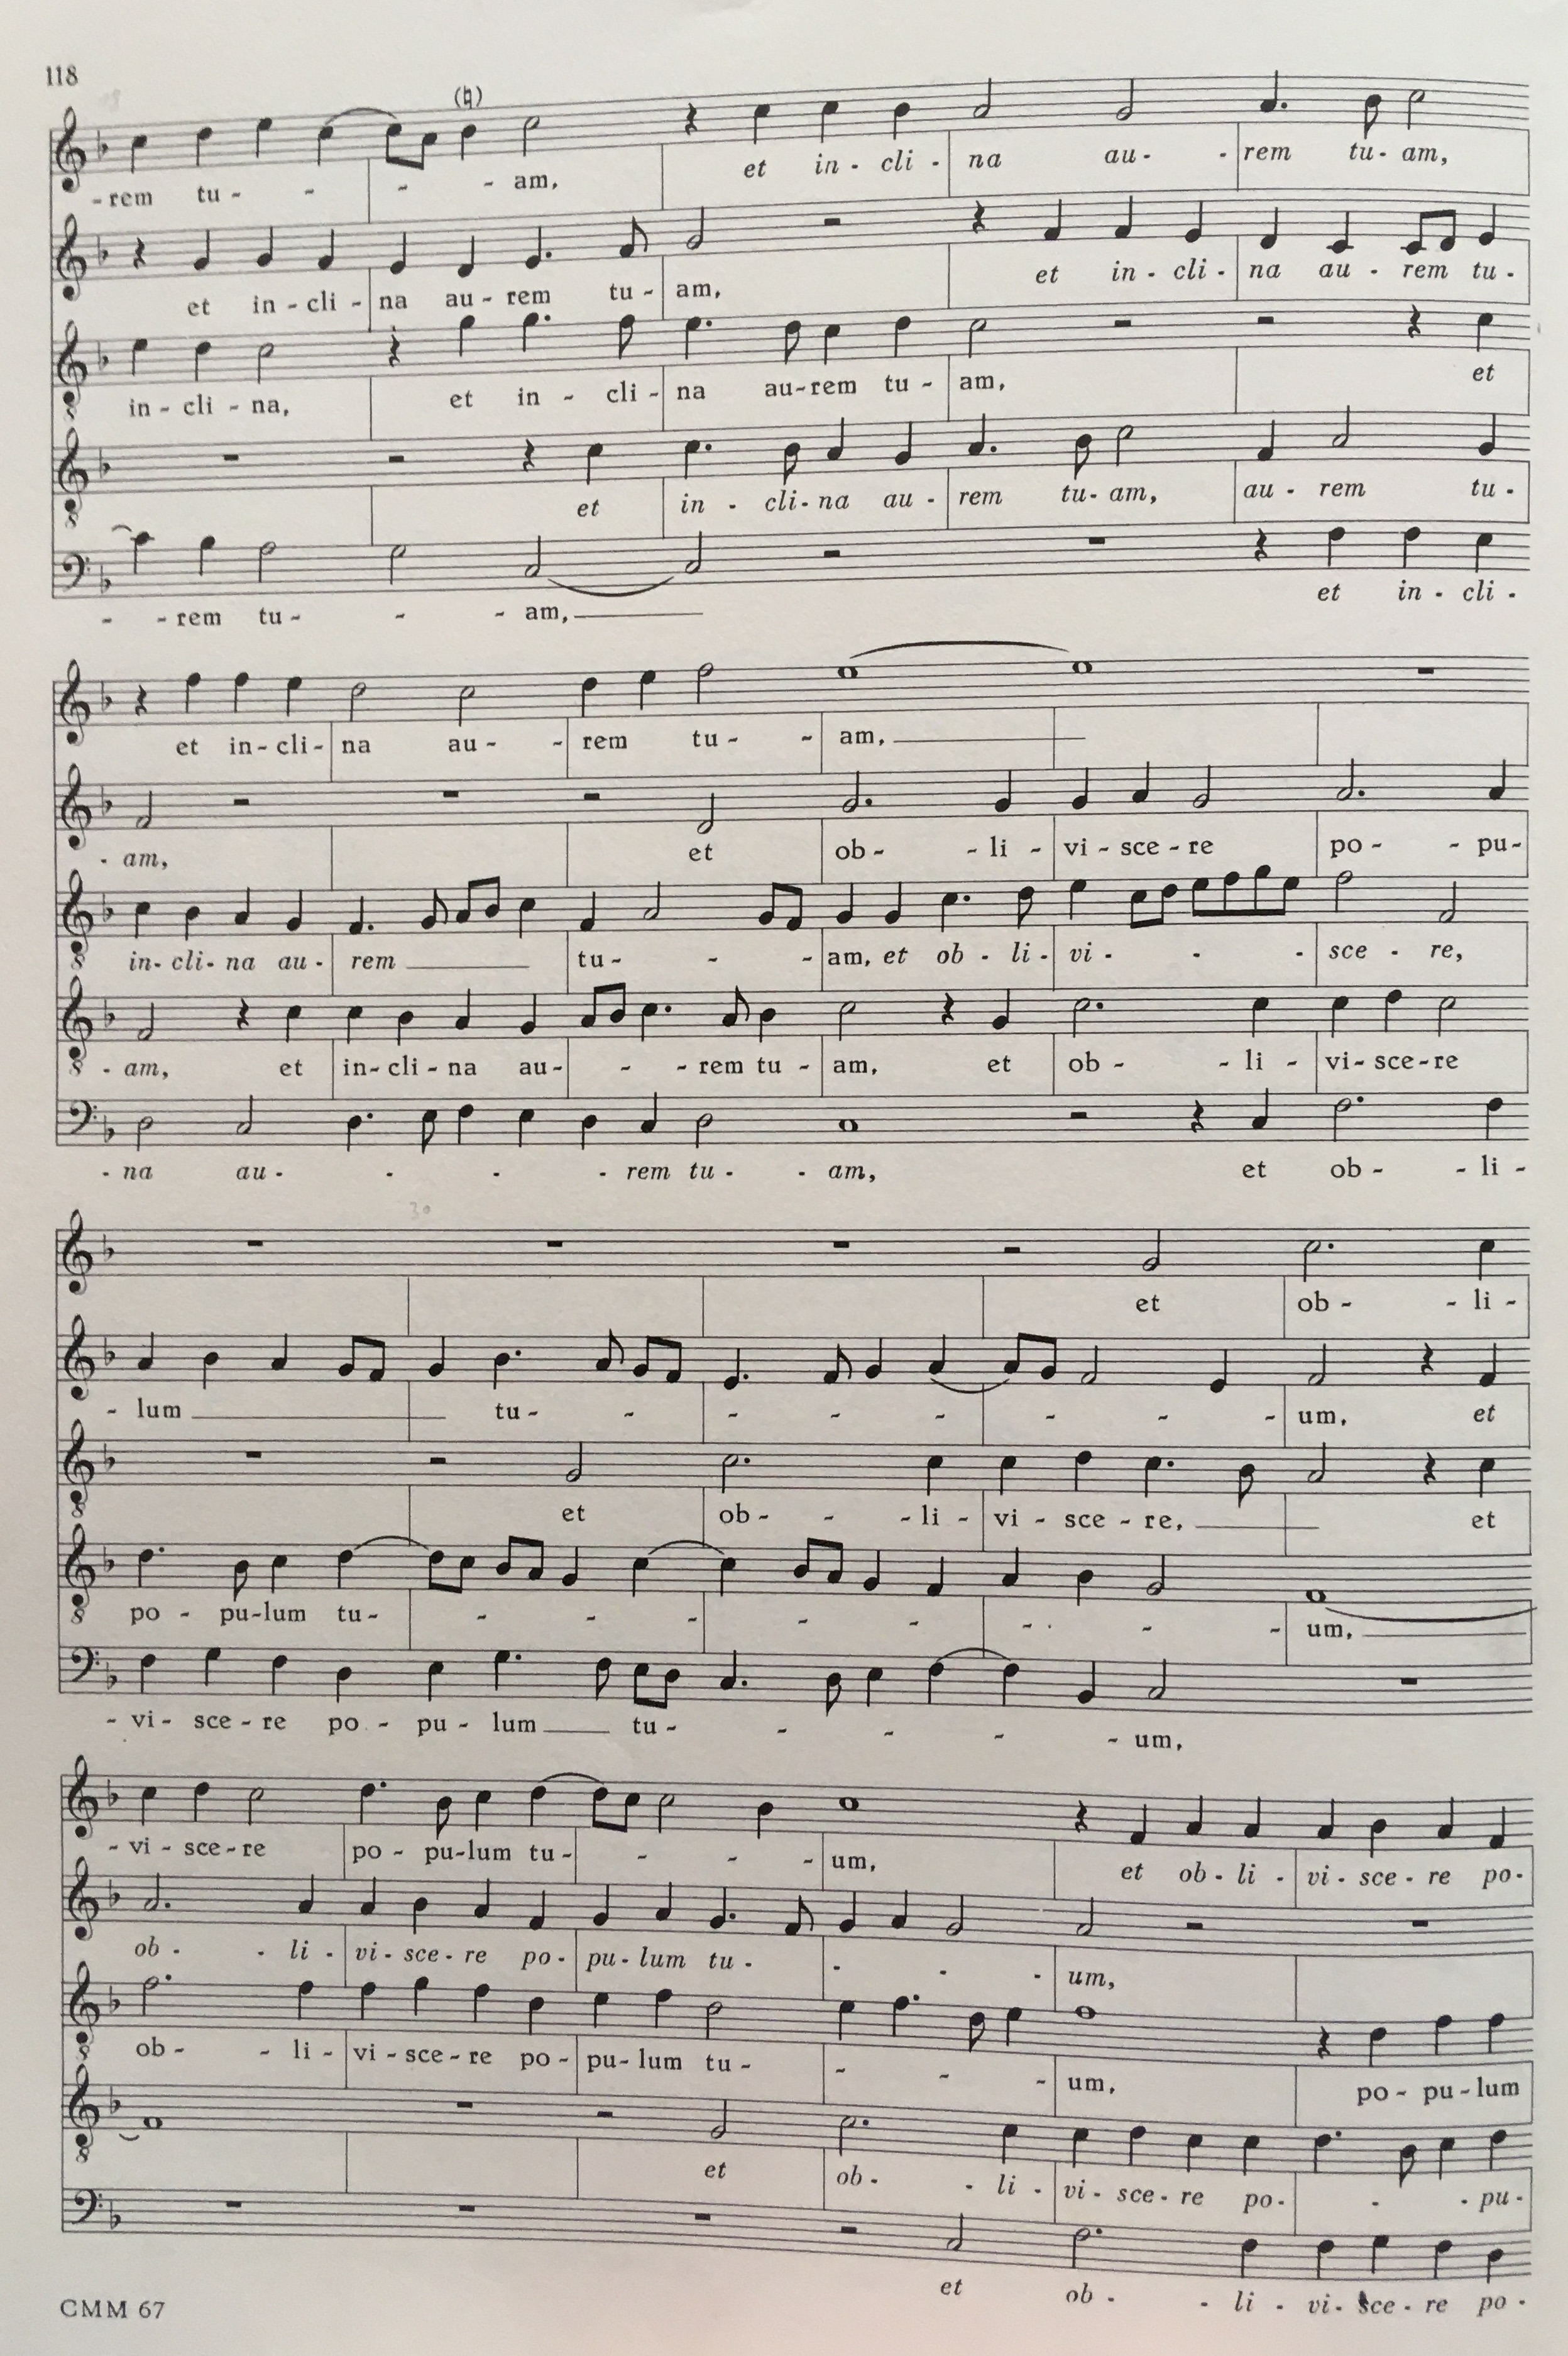 118
(♮)
-rem tu - - - - am, et in - cli - na au - - rem tu - am,
et in - cli - na au - rem tu - am, et in - cli - na au - rem tu -
in - cli - na, et in - cli - na au - rem tu - am, et
et in - cli - na au - rem tu - am, au - rem tu -
- - rem tu - - - am,
et in - cli -
et in - cli - na au - - rem tu - - am,
- am, et ob - - li - vi - sce - re po - - pu -
in - cli - na au - rem tu - - - am, et ob - li - vi - - - sce - re,
- am, et in - cli - na au - - - rem tu - am, et ob - - li - vi - sce - re
- na au - - - - rem tu - - am, et ob - - li -
30
et ob - - li -
- lum tu - - - - - - - - um, et
et ob - - - li - vi - sce - re, et
po - pu - lum tu - - - - - - - - - um,
- vi - sce - re po - pu - lum tu - - - - - um,
- vi - sce - re po - pu - lum tu - - - - um, et ob - li - vi - sce - re po -
ob - - li - vi - sce - re po - pu - lum tu - - - - um,
ob - - li - vi - sce - re po - pu - lum tu - - - - um, po - pu - lum
et ob - - li - vi - sce - re po - - - pu -
et ob - - li - vi - sce - re po -
CMM 67